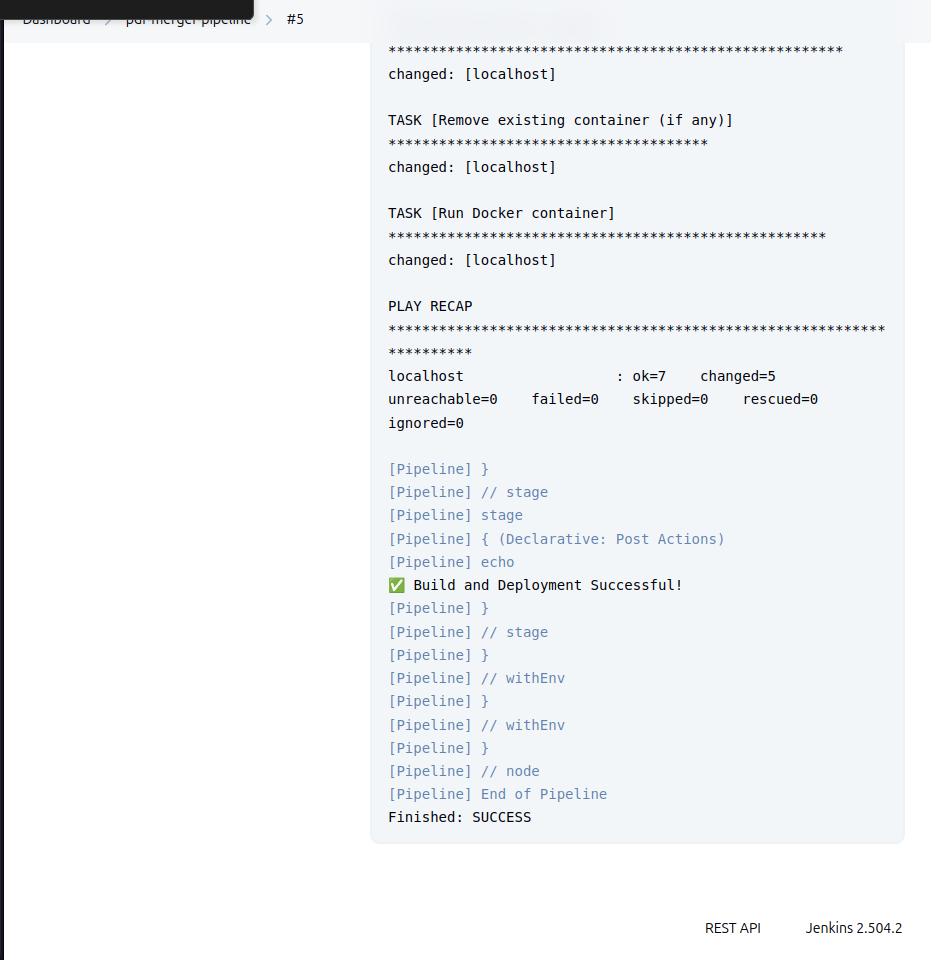 Dashboard > pdf-merger-pipeline > #5
******************************************************
changed: [localhost]
TASK [Remove existing container (if any)]
**************************************
changed: [localhost]
TASK [Run Docker container]
****************************************************
changed: [localhost]
PLAY RECAP
***********************************************************
**********
localhost                  : ok=7    changed=5
unreachable=0    failed=0    skipped=0    rescued=0
ignored=0
[Pipeline] }
[Pipeline] // stage
[Pipeline] stage
[Pipeline] { (Declarative: Post Actions)
[Pipeline] echo
✅ Build and Deployment Successful!
[Pipeline] }
[Pipeline] // stage
[Pipeline] }
[Pipeline] // withEnv
[Pipeline] }
[Pipeline] // withEnv
[Pipeline] }
[Pipeline] // node
[Pipeline] End of Pipeline
Finished: SUCCESS
REST API Jenkins 2.504.2